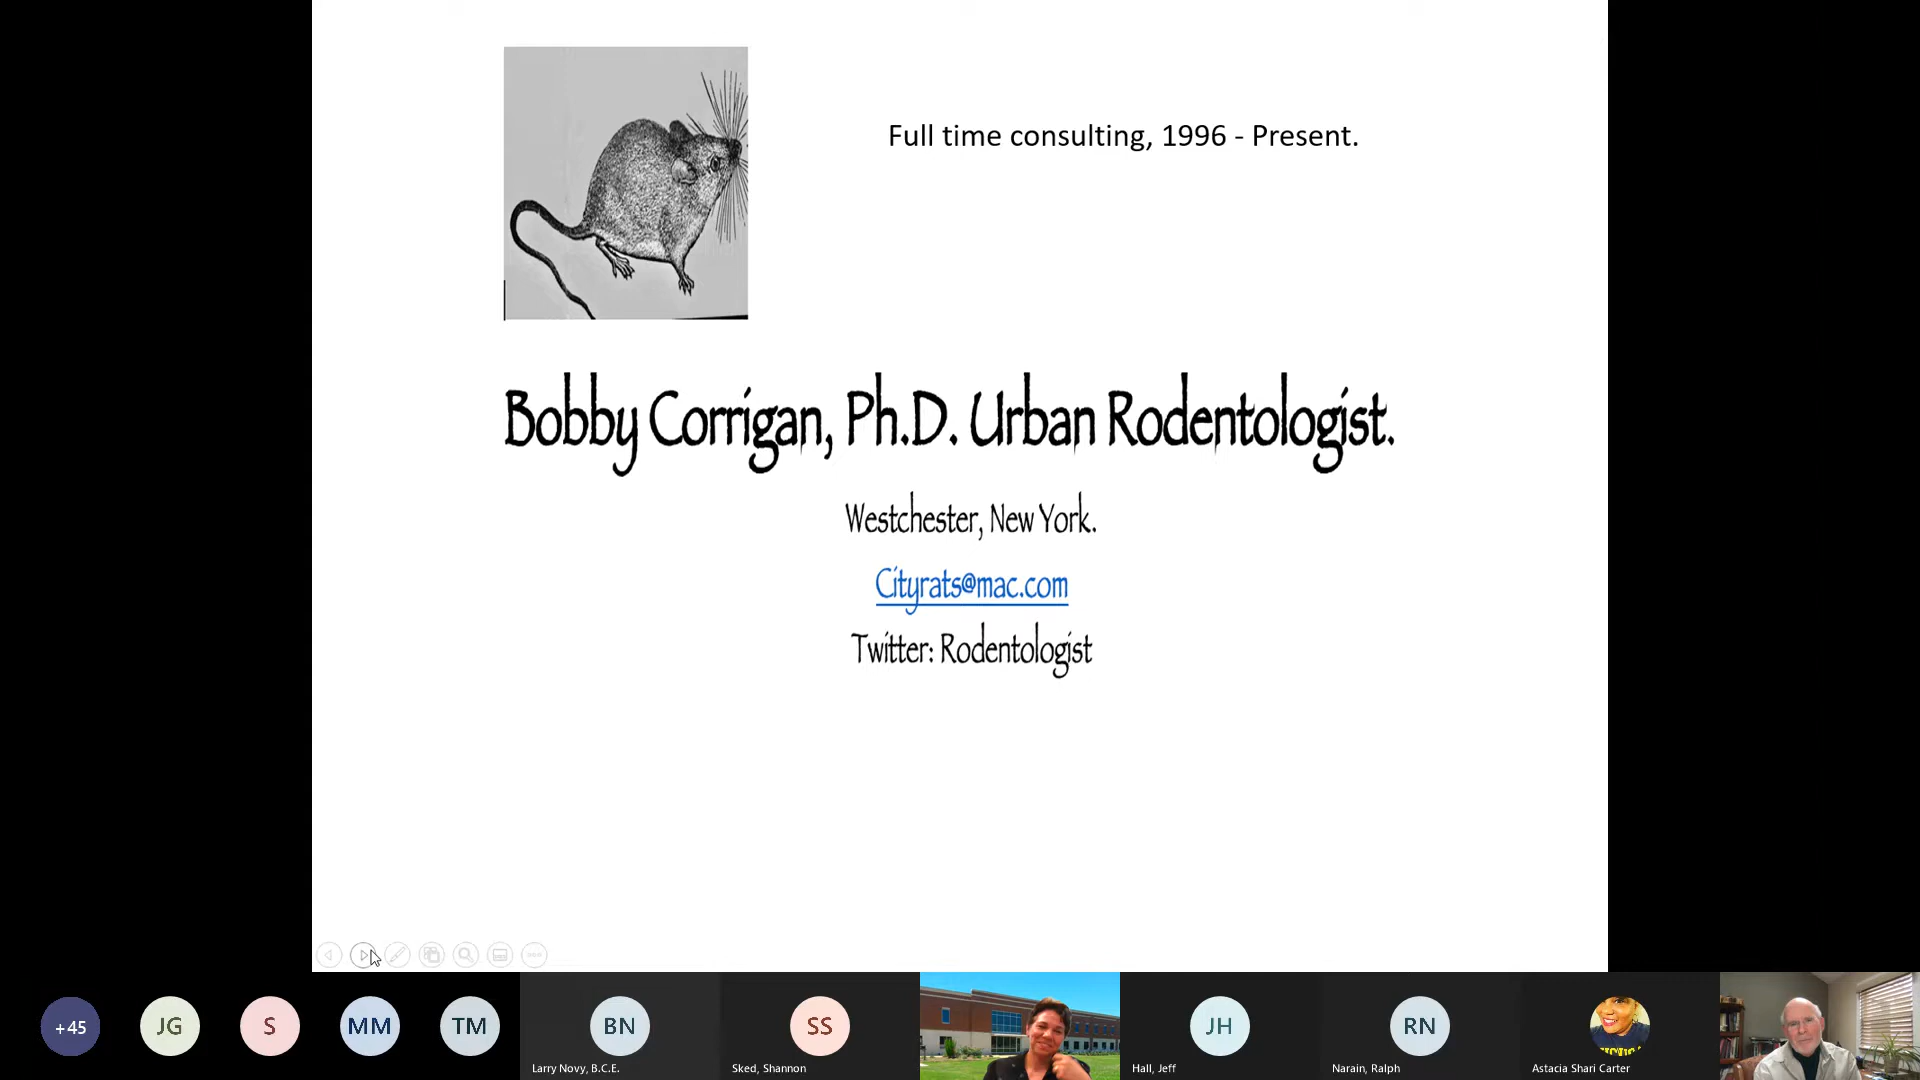 Full time consulting, 1996 - Present.
Bobby Corrigan, Ph.D. Urban Rodentologist.
Westchester, New York.
Cityrats@mac.com
Twitter: Rodentologist
+45
JG
S
MM
TM
BN
SS
JH
RN
Larry Novy, B.C.E.
Sked, Shannon
Hall, Jeff
Narain, Ralph
Astacia Shari Carter